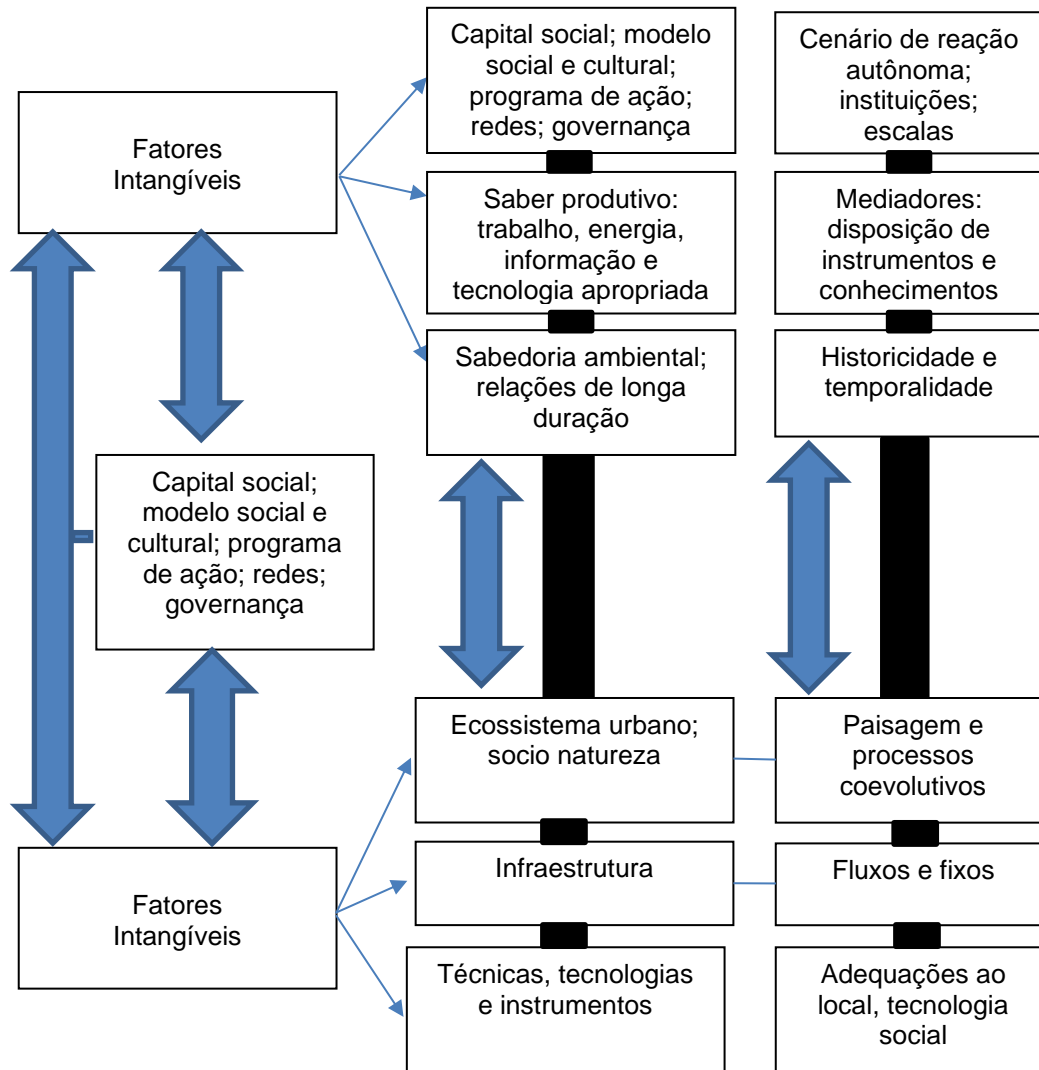 Capital social; modelo
social e cultural;
programa de ação;
redes; governança
Cenário de reação
autônoma;
instituições;
escalas
Fatores
Intangíveis
Saber produtivo:
trabalho, energia,
informação e
tecnologia apropriada
Mediadores:
disposição de
instrumentos e
conhecimentos
Sabedoria ambiental;
relações de longa
duração
Historicidade e
temporalidade
Capital social;
modelo social e
cultural; programa
de ação; redes;
governança
Ecossistema urbano;
socio natureza
Paisagem e
processos
coevolutivos
Fatores
Intangíveis
Infraestrutura
Fluxos e fixos
Técnicas, tecnologias
e instrumentos
Adequações ao
local, tecnologia
social